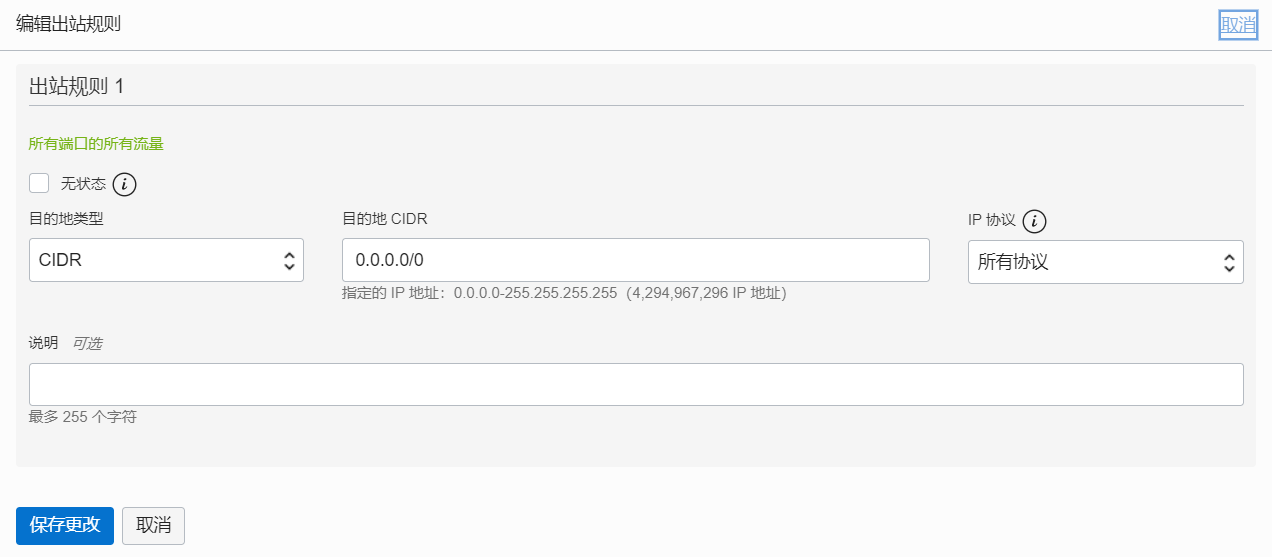 编辑出站规则
取消
出站规则 1
所有端口的所有流量
无状态 i
目的地类型
目的地 CIDR
IP 协议 i
CIDR
0.0.0.0/0
所有协议
指定的 IP 地址：0.0.0.0-255.255.255.255（4,294,967,296 IP 地址)
说明 可选
最多 255 个字符
保存更改
取消